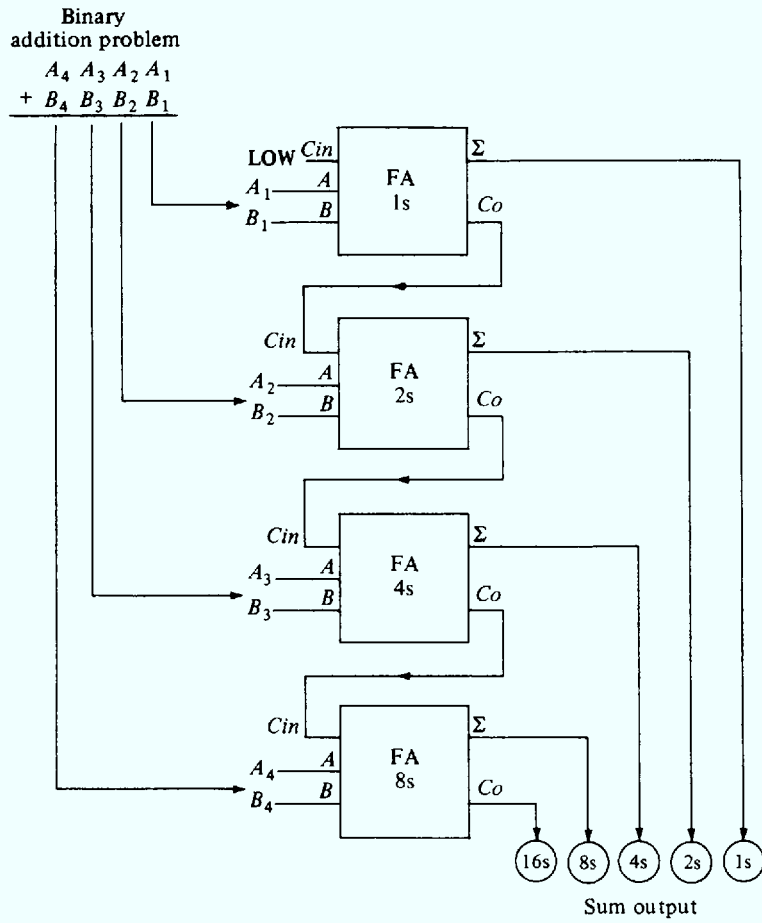 Binary
addition problem
A₄ A₃ A₂ A₁
+ B₄ B₃ B₂ B₁
LOW Cin
A₁ A
B₁ B
FA
1s
Σ
Co
Cin
A₂ A
B₂ B
FA
2s
Σ
Co
Cin
A₃ A
B₃ B
FA
4s
Σ
Co
Cin
A₄ A
B₄ B
FA
8s
Σ
Co
16s 8s 4s 2s 1s
Sum output